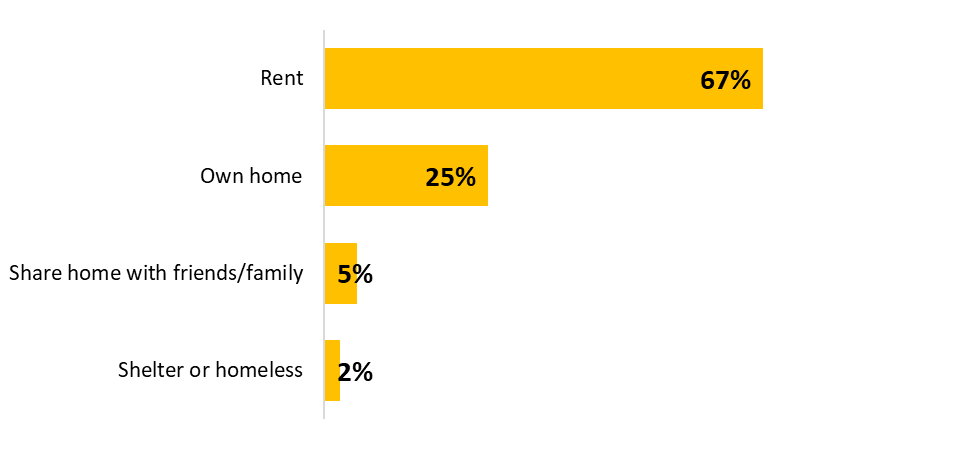 Rent 67%
Own home 25%
Share home with friends/family 5%
Shelter or homeless 2%